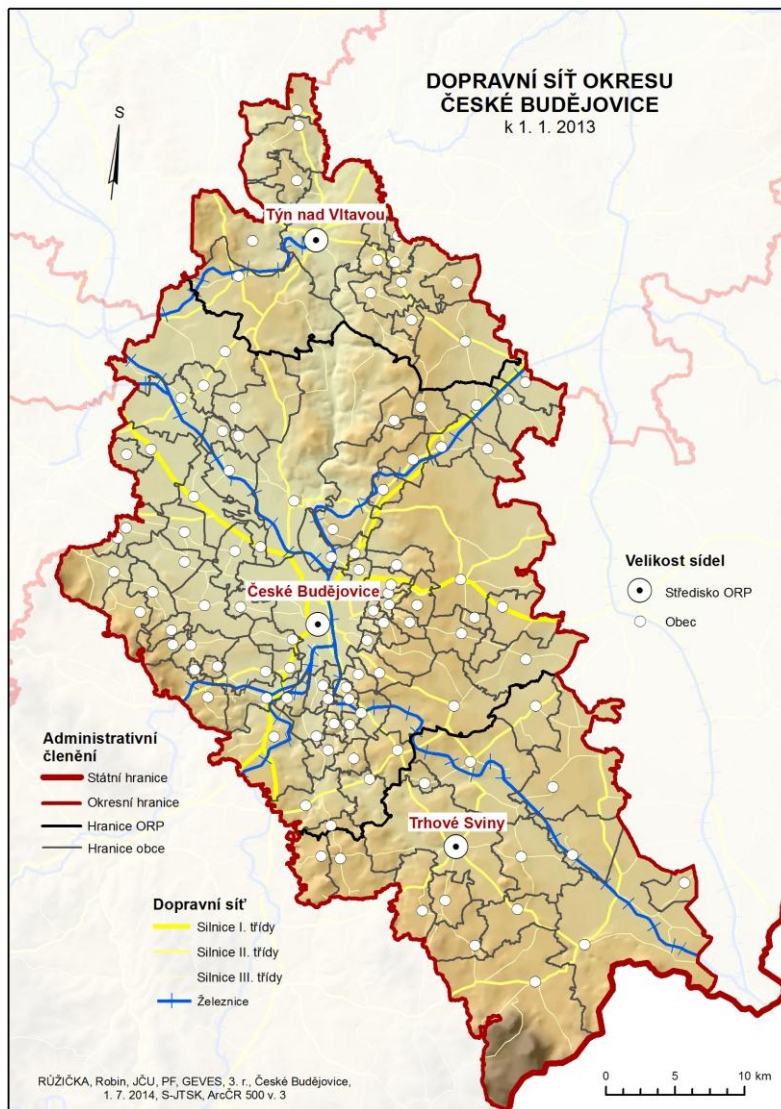 DOPRAVNÍ SÍŤ OKRESU
ČESKÉ BUDĚJOVICE
k 1. 1. 2013
S
Týn nad Vltavou
České Budějovice
Trhové Sviny
Velikost sídel
Středisko ORP
Obec
Administrativní
členění
Státní hranice
Okresní hranice
Hranice ORP
Hranice obce
Dopravní síť
Silnice I. třídy
Silnice II. třídy
Silnice III. třídy
Železnice
RŮŽIČKA, Robin, JČU, PF, GEVES, 3. r., České Budějovice,
1. 7. 2014, S-JTSK, ArcČR 500 v. 3
0 5 10 km